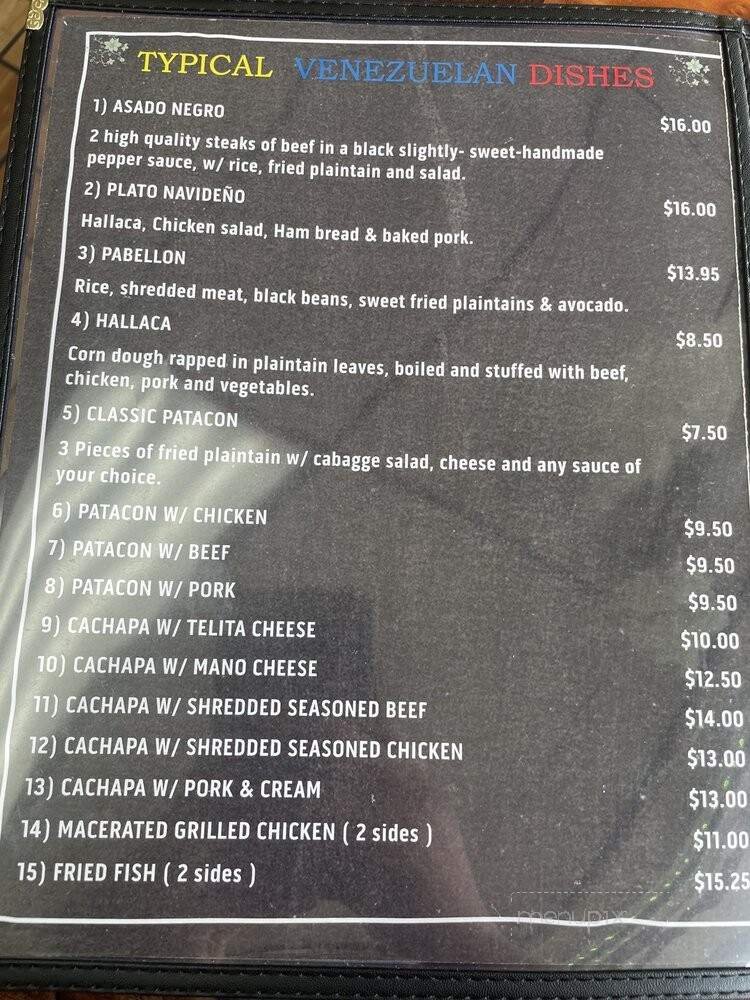 TYPICAL VENEZUELAN DISHES
1) ASADO NEGRO $16.00
2 high quality steaks of beef in a black slightly- sweet-handmade
pepper sauce, w/ rice, fried plaintain and salad.
2) PLATO NAVIDEÑO $16.00
Hallaca, Chicken salad, Ham bread & baked pork.
3) PABELLON $13.95
Rice, shredded meat, black beans, sweet fried plaintains & avocado.
4) HALLACA $8.50
Corn dough rapped in plaintain leaves, boiled and stuffed with beef,
chicken, pork and vegetables.
5) CLASSIC PATACON $7.50
3 Pieces of fried plaintain w/ cabagge salad, cheese and any sauce of
your choice.
6) PATACON W/ CHICKEN $9.50
7) PATACON W/ BEEF $9.50
8) PATACON W/ PORK $9.50
9) CACHAPA W/ TELITA CHEESE $10.00
10) CACHAPA W/ MANO CHEESE $12.50
11) CACHAPA W/ SHREDDED SEASONED BEEF $14.00
12) CACHAPA W/ SHREDDED SEASONED CHICKEN $13.00
13) CACHAPA W/ PORK & CREAM $13.00
14) MACERATED GRILLED CHICKEN ( 2 sides ) $11.00
15) FRIED FISH ( 2 sides ) $15.25
menupix